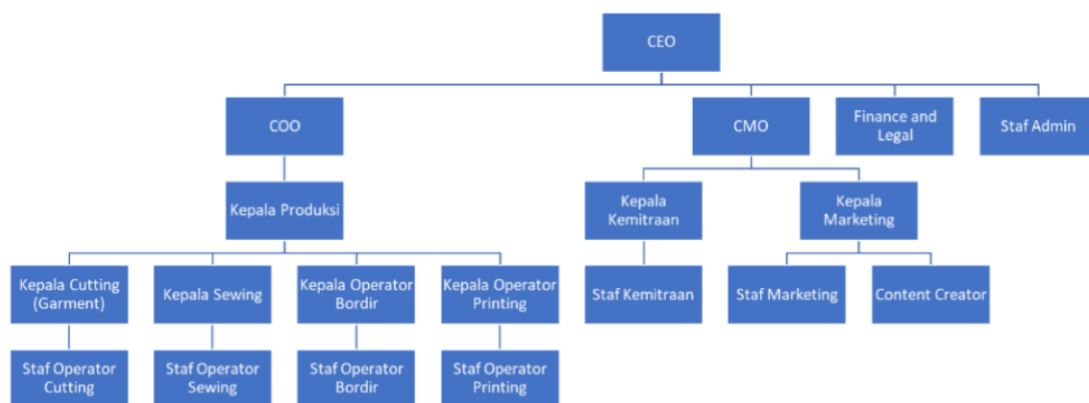 CEO
COO
CMO
Finance and
Legal
Staf Admin
Kepala Produksi
Kepala
Kemitraan
Kepala
Marketing
Kepala Cutting
(Garment)
Kepala Sewing
Kepala Operator
Bordir
Kepala Operator
Printing
Staf Kemitraan
Staf Marketing
Content Creator
Staf Operator
Cutting
Staf Operator
Sewing
Staf Operator
Bordir
Staf Operator
Printing